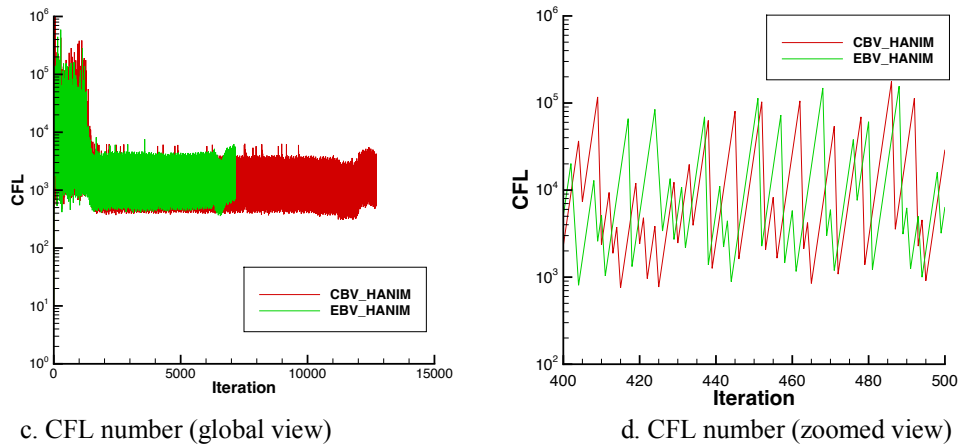 10^6
10^5
10^4
10^3
10^2
10^1
10^0
CFL
CBV_HANIM
EBV_HANIM
0
5000
10000
15000
Iteration
c. CFL number (global view)
10^6
10^5
10^4
10^3
10^2
CFL
CBV_HANIM
EBV_HANIM
400
420
440
460
480
500
Iteration
d. CFL number (zoomed view)